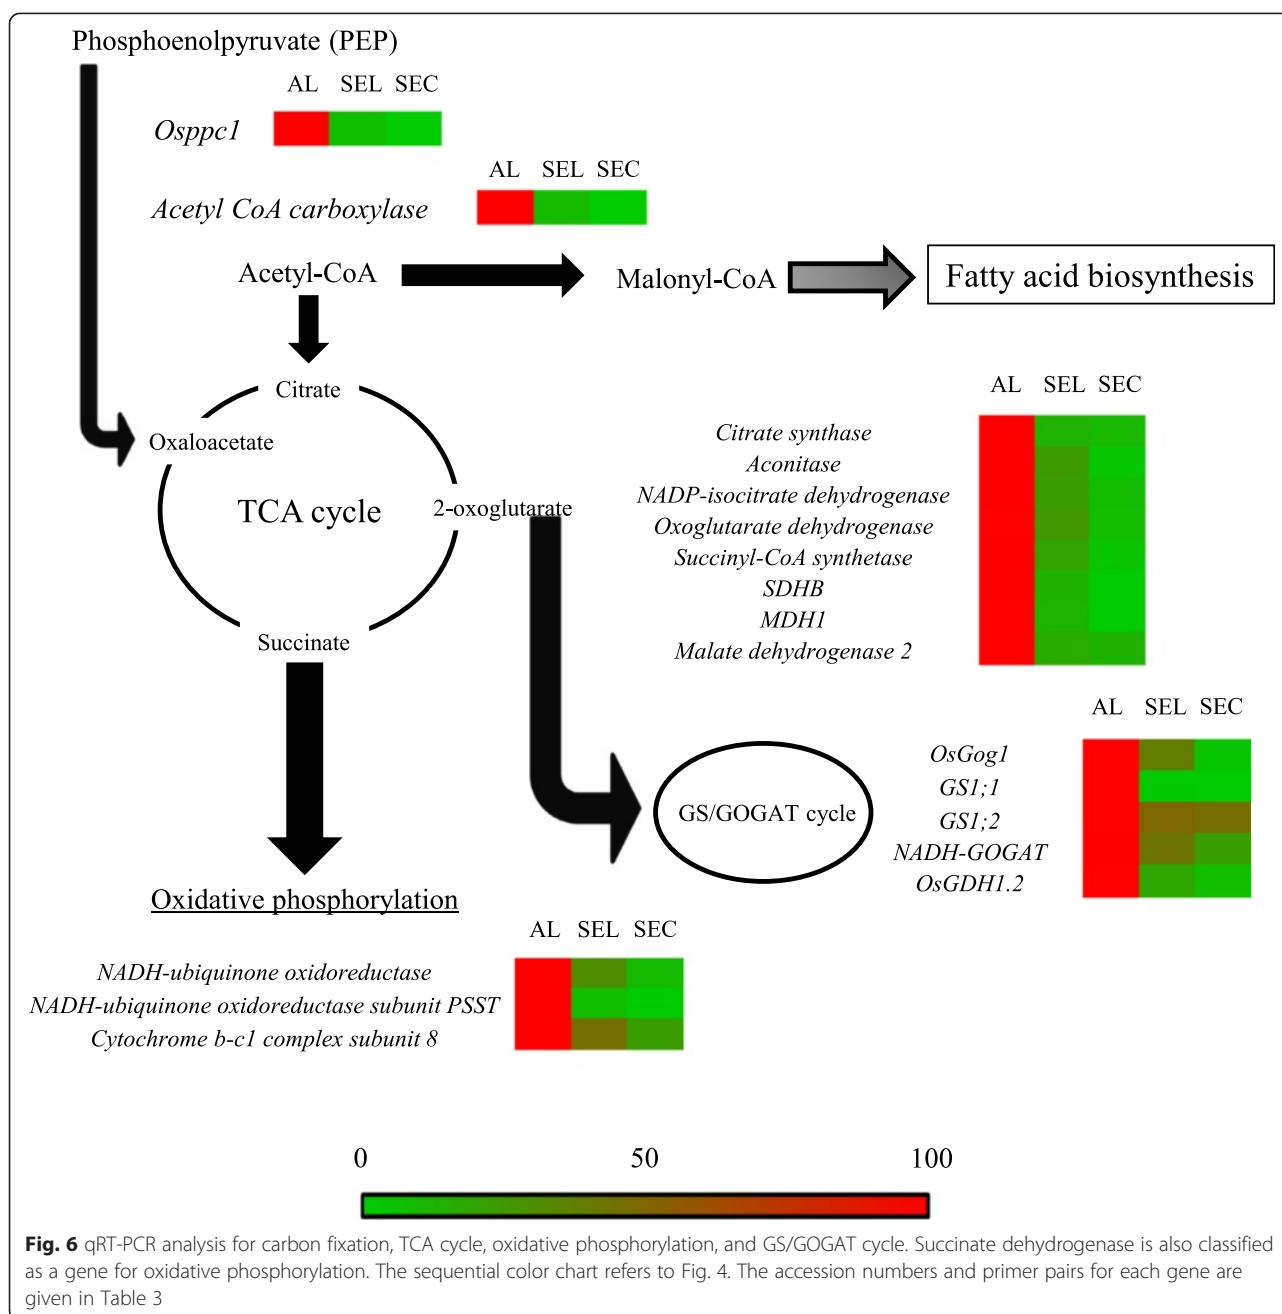 Phosphoenolpyruvate (PEP)
AL SEL SEC
Osppc1
AL SEL SEC
Acetyl CoA carboxylase
Acetyl-CoA
Malonyl-CoA
Fatty acid biosynthesis
Citrate
Oxaloacetate
TCA cycle
2-oxoglutarate
Succinate
AL SEL SEC
Citrate synthase
Aconitase
NADP-isocitrate dehydrogenase
Oxoglutarate dehydrogenase
Succinyl-CoA synthetase
SDHB
MDH1
Malate dehydrogenase 2
AL SEL SEC
GS/GOGAT cycle
OsGog1
GS1;1
GS1;2
NADH-GOGAT
OsGDH1.2
Oxidative phosphorylation
AL SEL SEC
NADH-ubiquinone oxidoreductase
NADH-ubiquinone oxidoreductase subunit PSST
Cytochrome b-c1 complex subunit 8
0 50 100
Fig. 6 qRT-PCR analysis for carbon fixation, TCA cycle, oxidative phosphorylation, and GS/GOGAT cycle. Succinate dehydrogenase is also classified
as a gene for oxidative phosphorylation. The sequential color chart refers to Fig. 4. The accession numbers and primer pairs for each gene are
given in Table 3